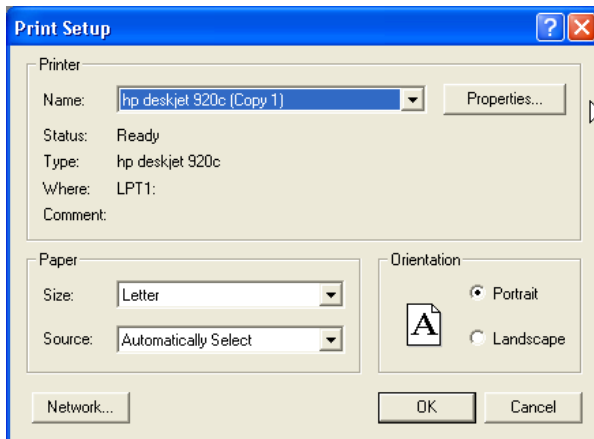 Print Setup
Printer
Name: hp deskjet 920c (Copy 1) Properties...
Status: Ready
Type: hp deskjet 920c
Where: LPT1:
Comment:
Paper
Size: Letter
Source: Automatically Select
Orientation
A
Portrait
Landscape
Network... OK Cancel